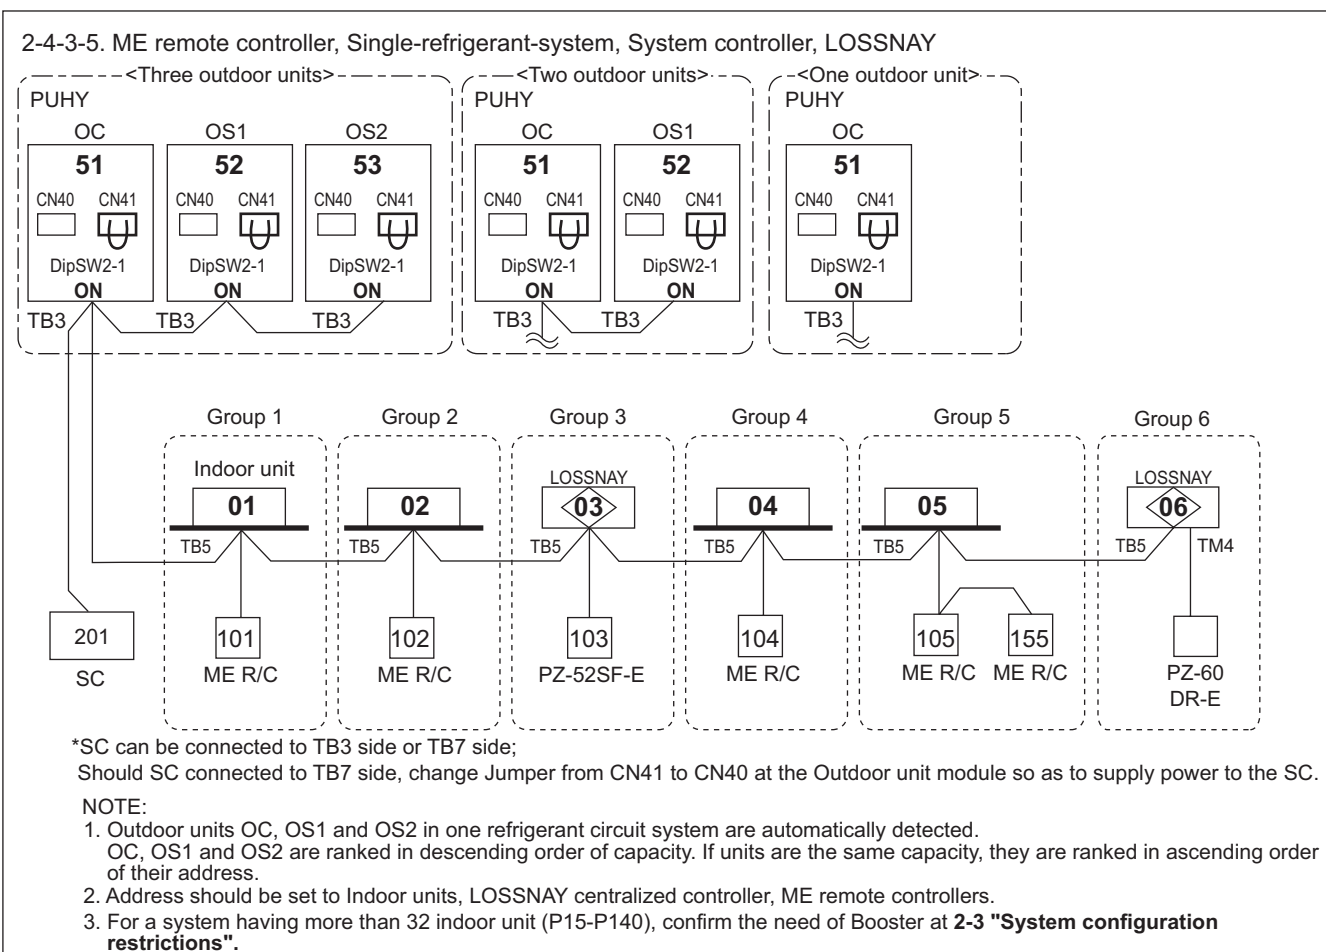 2-4-3-5. ME remote controller, Single-refrigerant-system, System controller, LOSSNAY
<Three outdoor units>
<Two outdoor units>
<One outdoor unit>
PUHY
PUHY
PUHY
OC
OS1
OS2
OC
OS1
OC
51
52
53
51
52
51
CN40 CN41
CN40 CN41
CN40 CN41
CN40 CN41
CN40 CN41
CN40 CN41
DipSW2-1
DipSW2-1
DipSW2-1
DipSW2-1
DipSW2-1
DipSW2-1
ON
ON
ON
ON
ON
ON
TB3
TB3
TB3
TB3
TB3
TB3
Group 1
Group 2
Group 3
Group 4
Group 5
Group 6
Indoor unit
LOSSNAY
LOSSNAY
01
02
03
04
05
06
TB5
TB5
TB5
TB5
TB5
TB5
TM4
201
101
102
103
104
105
155
SC
ME R/C
ME R/C
PZ-52SF-E
ME R/C
ME R/C
ME R/C
PZ-60
DR-E
*SC can be connected to TB3 side or TB7 side;
Should SC connected to TB7 side, change Jumper from CN41 to CN40 at the Outdoor unit module so as to supply power to the SC.
NOTE:
1. Outdoor units OC, OS1 and OS2 in one refrigerant circuit system are automatically detected.
OC, OS1 and OS2 are ranked in descending order of capacity. If units are the same capacity, they are ranked in ascending order
of their address.
2. Address should be set to Indoor units, LOSSNAY centralized controller, ME remote controllers.
3. For a system having more than 32 indoor unit (P15-P140), confirm the need of Booster at 2-3 "System configuration
restrictions".